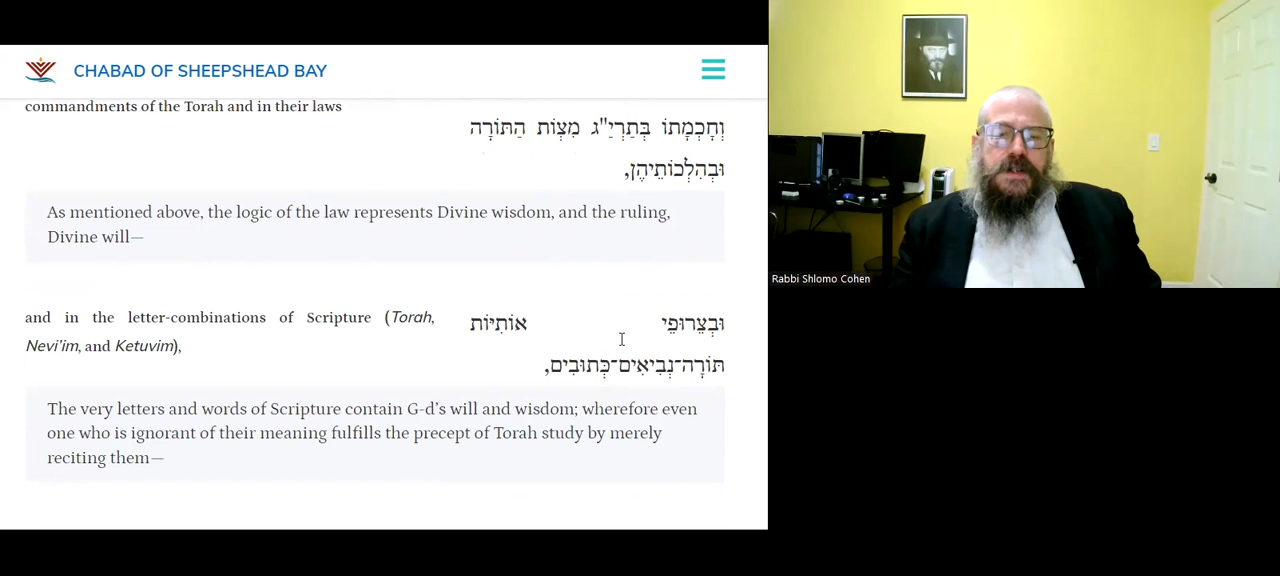 CHABAD OF SHEEPSHEAD BAY
commandments of the Torah and in their laws
וְחָכְמָתוֹ בְּתַרְיַ"ג מִצְוֹת הַתּוֹרָה
וּבְהִלְכוֹתֵיהֶן,
As mentioned above, the logic of the law represents Divine wisdom, and the ruling,
Divine will—
and in the letter-combinations of Scripture (Torah,
Nevi’im, and Ketuvim),
וּבְצֵרוּפֵי אוֹתִיּוֹת
תּוֹרָה־נְבִיאִים־כְּתוּבִים,
The very letters and words of Scripture contain G-d’s will and wisdom; wherefore even
one who is ignorant of their meaning fulfills the precept of Torah study by merely
reciting them—
Rabbi Shlomo Cohen